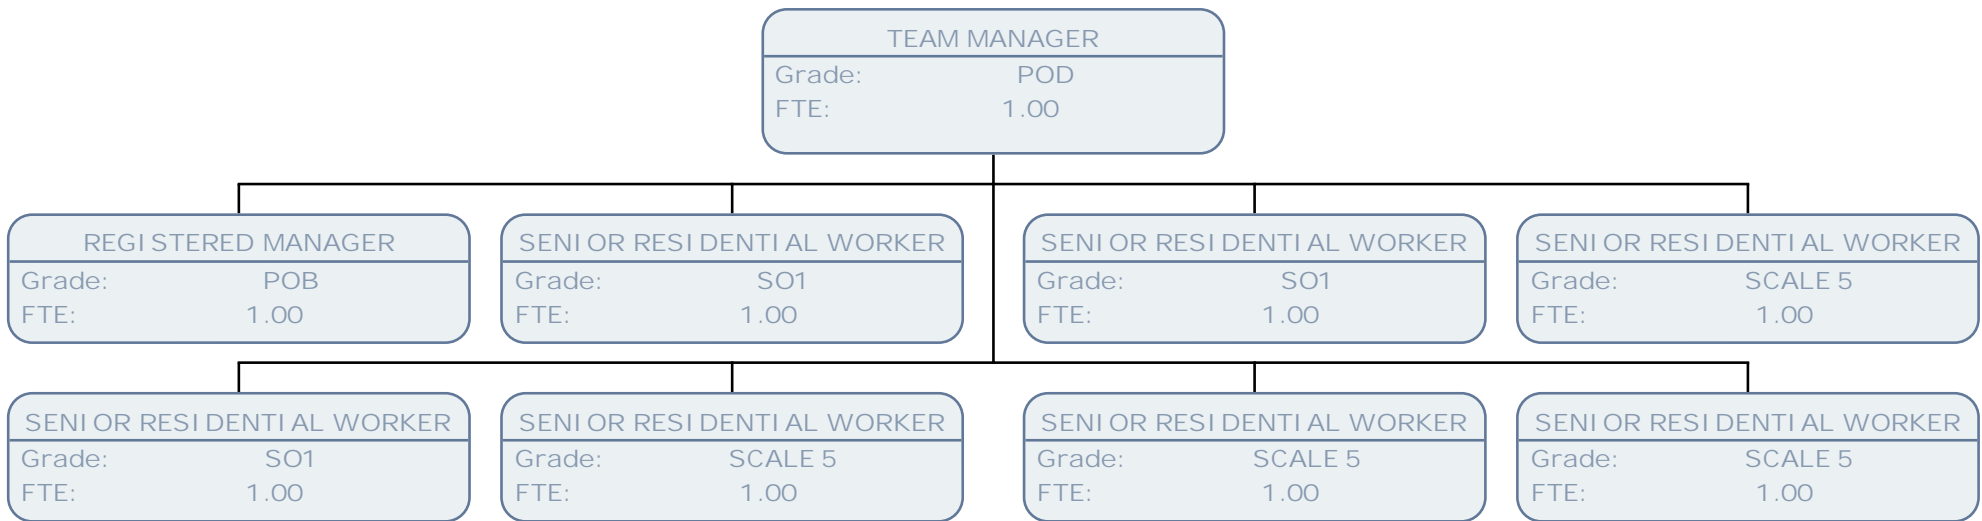 TEAM MANAGER
Grade: POD
FTE: 1.00
REGISTERED MANAGER
Grade: POB
FTE: 1.00
SENIOR RESIDENTIAL WORKER
Grade: SO1
FTE: 1.00
SENIOR RESIDENTIAL WORKER
Grade: SO1
FTE: 1.00
SENIOR RESIDENTIAL WORKER
Grade: SCALE 5
FTE: 1.00
SENIOR RESIDENTIAL WORKER
Grade: SO1
FTE: 1.00
SENIOR RESIDENTIAL WORKER
Grade: SCALE 5
FTE: 1.00
SENIOR RESIDENTIAL WORKER
Grade: SCALE 5
FTE: 1.00
SENIOR RESIDENTIAL WORKER
Grade: SCALE 5
FTE: 1.00